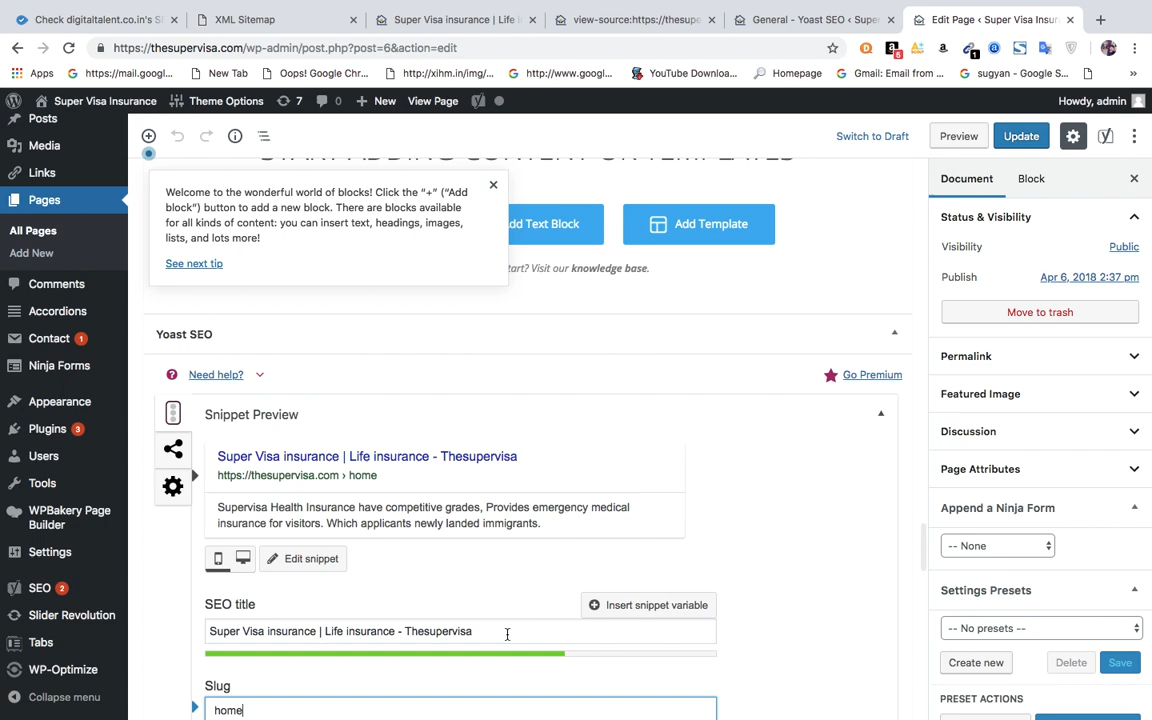 Check digitaltalent.co.in's S
XML Sitemap
Super Visa insurance | Life i
view-source:https://thesupe
General - Yoast SEO ‹ Super
Edit Page ‹ Super Visa Insur
https://thesupervisa.com/wp-admin/post.php?post=6&action=edit
5
1
Apps
https://mail.googl...
New Tab
Oops! Google Chr...
http://xihm.in/img/...
http://www.googl...
YouTube Downloa...
Homepage
Gmail: Email from ...
sugyan - Google S...
»
Super Visa Insurance
Theme Options
7
0
New
View Page
Howdy, admin
Posts
Media
Links
Pages
All Pages
Add New
Comments
Accordions
Contact 1
Ninja Forms
Appearance
Plugins 3
Users
Tools
WPBakery Page
Builder
Settings
SEO 2
Slider Revolution
Tabs
WP-Optimize
Collapse menu
Switch to Draft
Preview
Update
START ADDING CONTENT OR TEMPLATES
Welcome to the wonderful world of blocks! Click the “+” (“Add
block”) button to add a new block. There are blocks available
for all kinds of content: you can insert text, headings, images,
lists, and lots more!
See next tip
dd Text Block
Add Template
tart? Visit our knowledge base.
Yoast SEO
Need help?
Go Premium
Snippet Preview
Super Visa insurance | Life insurance - Thesupervisa
https://thesupervisa.com › home
Supervisa Health Insurance have competitive grades, Provides emergency medical
insurance for visitors. Which applicants newly landed immigrants.
Edit snippet
SEO title
Insert snippet variable
Super Visa insurance | Life insurance - Thesupervisa
Slug
home
Document
Block
Status & Visibility
Visibility
Public
Publish
Apr 6, 2018 2:37 pm
Move to trash
Permalink
Featured Image
Discussion
Page Attributes
Append a Ninja Form
-- None
Settings Presets
-- No presets --
Create new
Delete
Save
PRESET ACTIONS